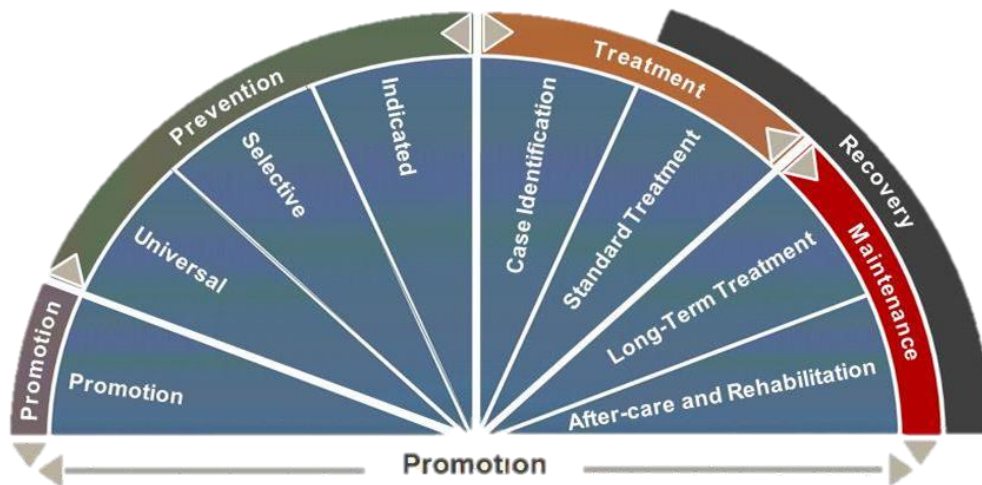 Promotion
Prevention
Treatment
Recovery
Maintenance
Promotion
Universal
Selective
Indicated
Case Identification
Standard Treatment
Long-Term Treatment
After-care and Rehabilitation
Promotion